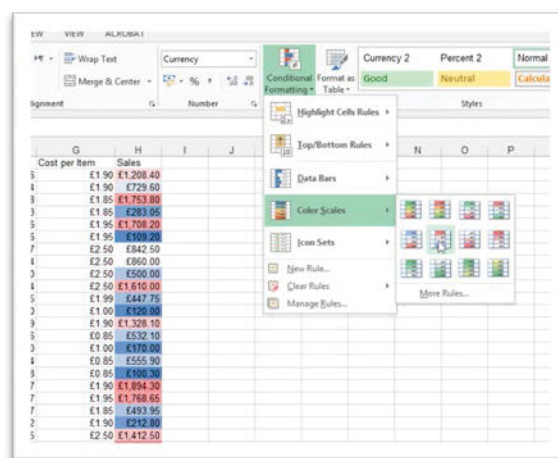 EW VIEW ACROBAT
Wrap Text Currency Currency 2 Percent 2 Normal
Merge & Center % Conditional Formatting Format as Table Good Neutral Calcula
lignment Number Styles
G H I J N O P
Cost per Item Sales
£1.90 £1,208.40
£1.90 £729.60
£1.85 £1,753.80
£1.85 £283.05
£1.95 £1,708.20
£1.95 £109.20
£2.50 £842.50
£2.50 £860.00
£2.50 £500.00
£2.50 £1,610.00
£1.99 £447.75
£1.00 £120.00
£1.90 £1,328.10
£0.85 £532.10
£1.00 £170.00
£0.85 £555.90
£0.85 £100.30
£1.90 £1,894.30
£1.95 £1,768.65
£1.85 £493.95
£1.90 £212.80
£2.50 £1,412.50
Highlight Cells Rules
Top/Bottom Rules
Data Bars
Color Scales
Icon Sets
New Rule...
Clear Rules
Manage Rules...
More Rules...